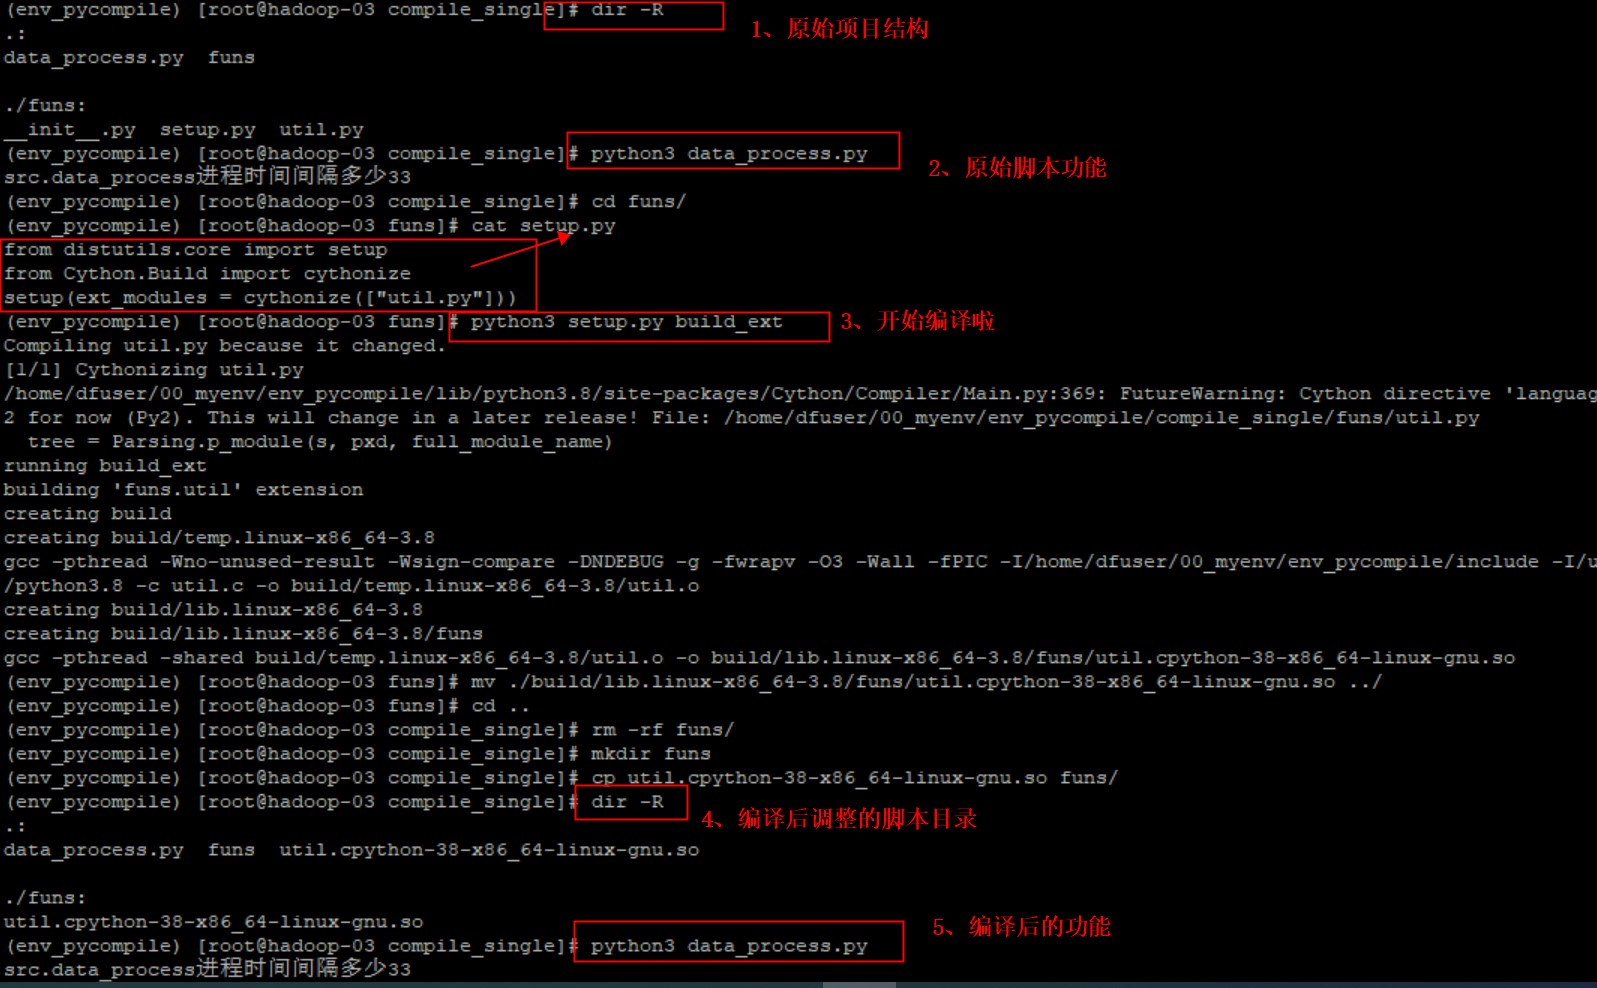 (env_pycompile) [root@hadoop-03 compile_single]# dir -R
1、原始项目结构
.:
data_process.py  funs
./funs:
__init__.py  setup.py  util.py
(env_pycompile) [root@hadoop-03 compile_single]# python3 data_process.py
2、原始脚本功能
src.data_process进程时间间隔多少33
(env_pycompile) [root@hadoop-03 compile_single]# cd funs/
(env_pycompile) [root@hadoop-03 funs]# cat setup.py
from distutils.core import setup
from Cython.Build import cythonize
setup(ext_modules = cythonize(["util.py"]))
(env_pycompile) [root@hadoop-03 funs]# python3 setup.py build_ext
3、开始编译啦
Compiling util.py because it changed.
[1/1] Cythonizing util.py
/home/dfuser/00_myenv/env_pycompile/lib/python3.8/site-packages/Cython/Compiler/Main.py:369: FutureWarning: Cython directive 'languag
2 for now (Py2). This will change in a later release! File: /home/dfuser/00_myenv/env_pycompile/compile_single/funs/util.py
  tree = Parsing.p_module(s, pxd, full_module_name)
running build_ext
building 'funs.util' extension
creating build
creating build/temp.linux-x86_64-3.8
gcc -pthread -Wno-unused-result -Wsign-compare -DNDEBUG -g -fwrapv -O3 -Wall -fPIC -I/home/dfuser/00_myenv/env_pycompile/include -I/u
/python3.8 -c util.c -o build/temp.linux-x86_64-3.8/util.o
creating build/lib.linux-x86_64-3.8
creating build/lib.linux-x86_64-3.8/funs
gcc -pthread -shared build/temp.linux-x86_64-3.8/util.o -o build/lib.linux-x86_64-3.8/funs/util.cpython-38-x86_64-linux-gnu.so
(env_pycompile) [root@hadoop-03 funs]# mv ./build/lib.linux-x86_64-3.8/funs/util.cpython-38-x86_64-linux-gnu.so ../
(env_pycompile) [root@hadoop-03 funs]# cd ..
(env_pycompile) [root@hadoop-03 compile_single]# rm -rf funs/
(env_pycompile) [root@hadoop-03 compile_single]# mkdir funs
(env_pycompile) [root@hadoop-03 compile_single]# cp util.cpython-38-x86_64-linux-gnu.so funs/
(env_pycompile) [root@hadoop-03 compile_single]# dir -R
4、编译后调整的脚本目录
.:
data_process.py  funs  util.cpython-38-x86_64-linux-gnu.so
./funs:
util.cpython-38-x86_64-linux-gnu.so
5、编译后的功能
(env_pycompile) [root@hadoop-03 compile_single]# python3 data_process.py
src.data_process进程时间间隔多少33